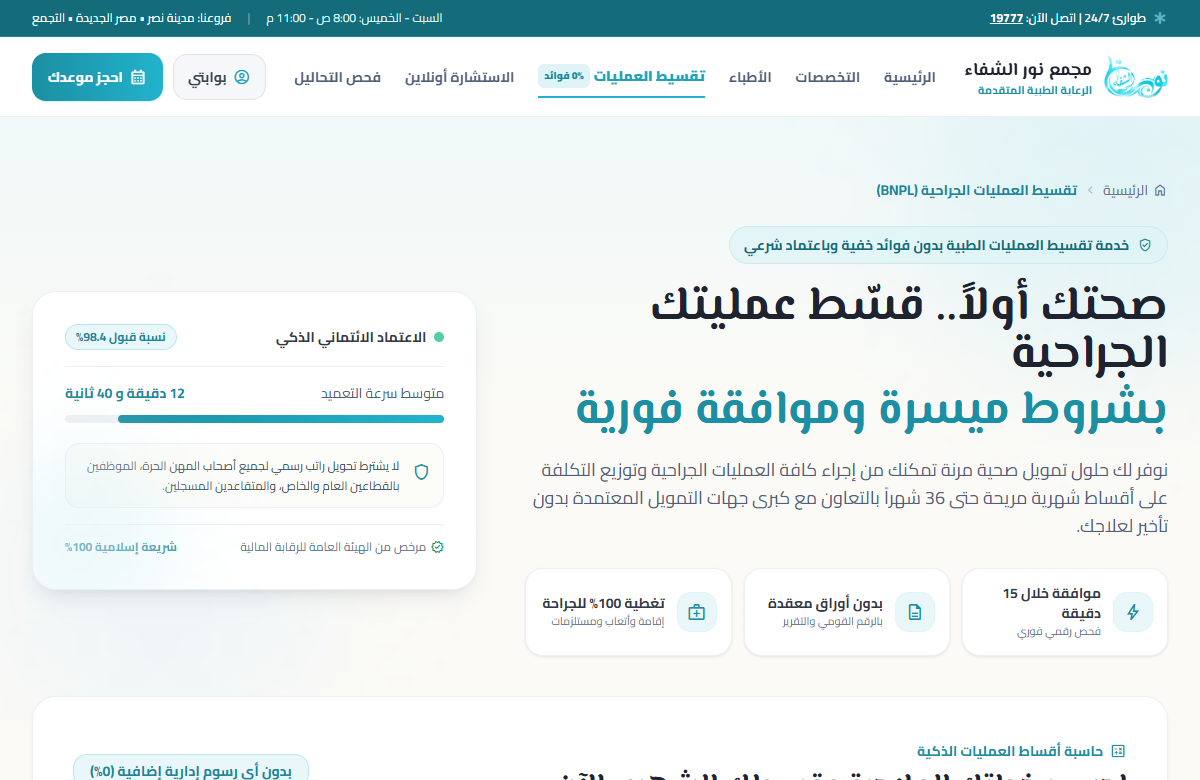 طوارئ 24/7 | اتصل الآن: 19777
السبت - الخميس: 8:00 ص - 11:00 م | فروعنا: مدينة نصر • مصر الجديدة • التجمع
نور الشفاء
مجمع نور الشفاء
الرعاية الطبية المتقدمة
الرئيسية
التخصصات
الأطباء
تقسيط العمليات 0% فوائد
الاستشارة أونلاين
فحص التحاليل
بوابتي
احجز موعدك
الرئيسية
تقسيط العمليات الجراحية (BNPL)
خدمة تقسيط العمليات الطبية بدون فوائد خفية وباعتماد شرعي
صحتك أولاً.. قسّط عمليتك
الجراحية
بشروط ميسرة وموافقة فورية
نوفر لك حلول تمويل صحية مرنة تمكنك من إجراء كافة العمليات الجراحية وتوزيع التكلفة
على أقساط شهرية مريحة حتى 36 شهراً بالتعاون مع كبرى جهات التمويل المعتمدة بدون
تأخير لعلاجك.
موافقة خلال 15
دقيقة
فحص رقمي فوري
بدون أوراق معقدة
بالرقم القومي والتقرير
تغطية 100% للجراحة
إقامة وأتعاب ومستلزمات
الاعتماد الائتماني الذكي
نسبة قبول 98.4%
متوسط سرعة التعميد
12 دقيقة و 40 ثانية
لا يشترط تحويل راتب رسمي لجميع أصحاب المهن الحرة، الموظفين
بالقطاعين العام والخاص، والمتقاعدين المسجلين.
مرخص من الهيئة العامة للرقابة المالية
شريعة إسلامية 100%
حاسبة أقساط العمليات الذكية
بدون أي رسوم إدارية إضافية (0%)